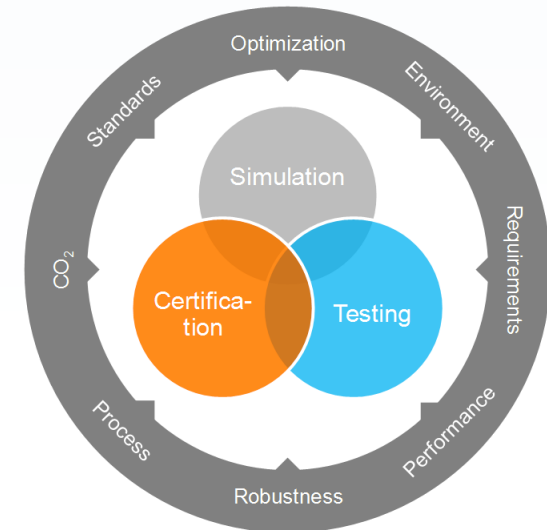 Optimization
Environment
Requirements
Performance
Robustness
Process
CO₂
Standards
Simulation
Certifica-
tion
Testing